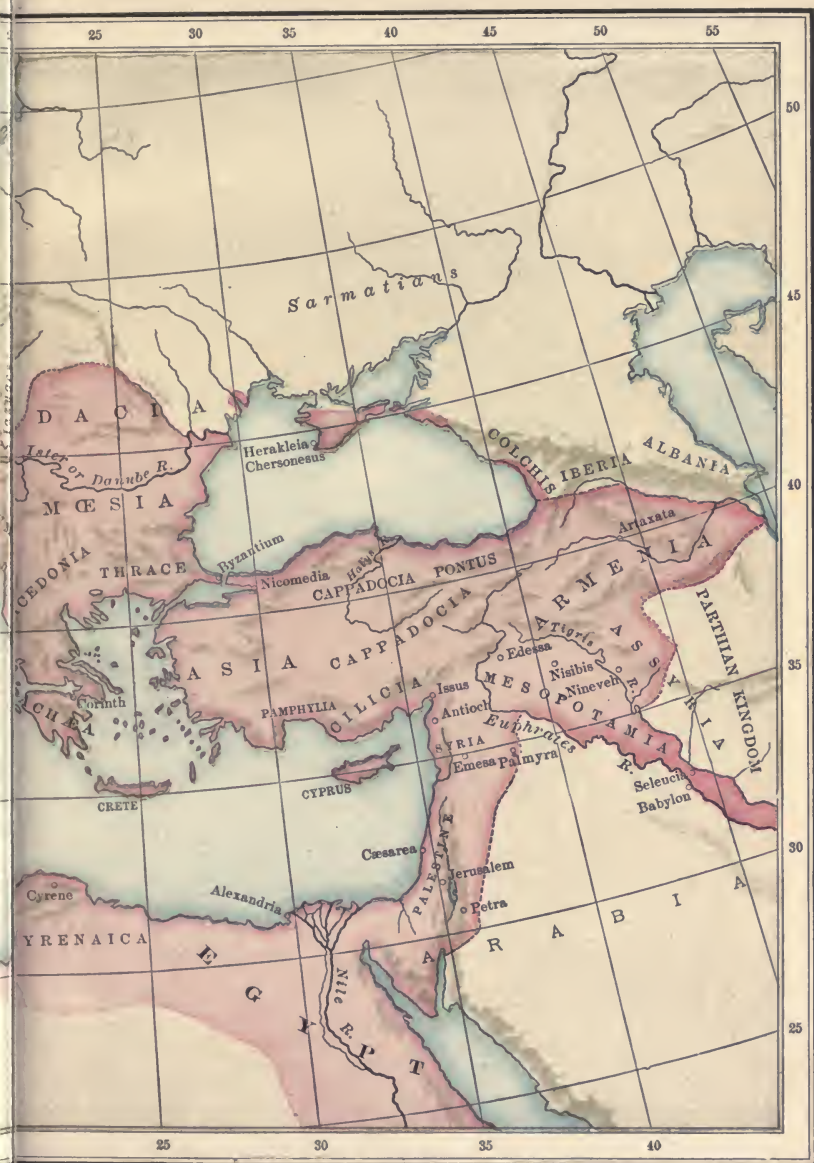 25 30 35 40 45 50 55
50
45
40
35
30
25
25 30 35 40
Sarmatians
DACIA
Ister or Danube R.
MŒSIA
CEDONIA
THRACE
Byzantium
Herakleia
Chersonesus
COLCHIS
IBERIA
ALBANIA
Nicomedia
Halys R.
CAPPADOCIA PONTUS
Artaxata
ARMENIA
ASIA
CAPPADOCIA
Tigris
R.
ASSYRIA
PARTHIAN KINGDOM
Edessa
Nisibis
Nineveh
MESOPOTAMIA
Corinth
CHÆA
PAMPHYLIA
CILICIA
Issus
Antioch
Euphrates
R.
SYRIA
Emesa
Palmyra
Seleucia
Babylon
CRETE
CYPRUS
Cæsarea
PALESTINE
Jerusalem
Petra
ARABIA
Cyrene
Alexandria
YRENAICA
EGYPT
Nile
R.